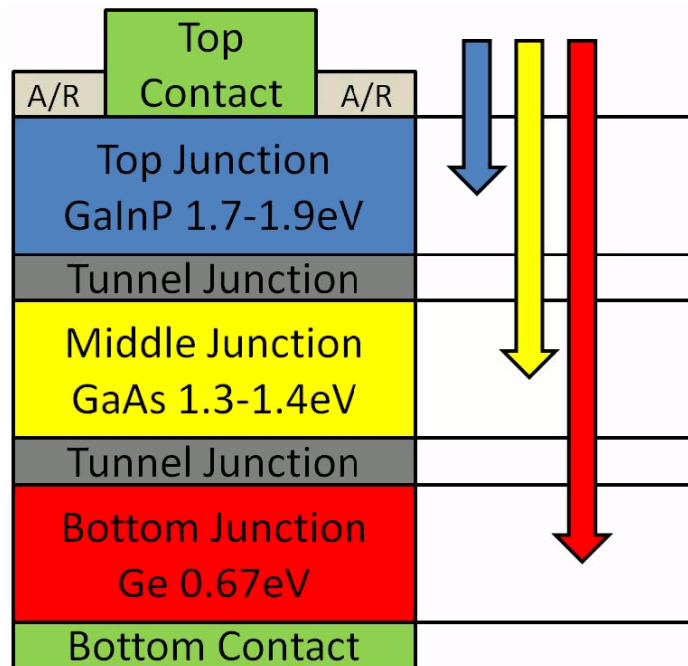 Top
Contact
A/R
A/R
Top Junction
GaInP 1.7-1.9eV
Tunnel Junction
Middle Junction
GaAs 1.3-1.4eV
Tunnel Junction
Bottom Junction
Ge 0.67eV
Bottom Contact